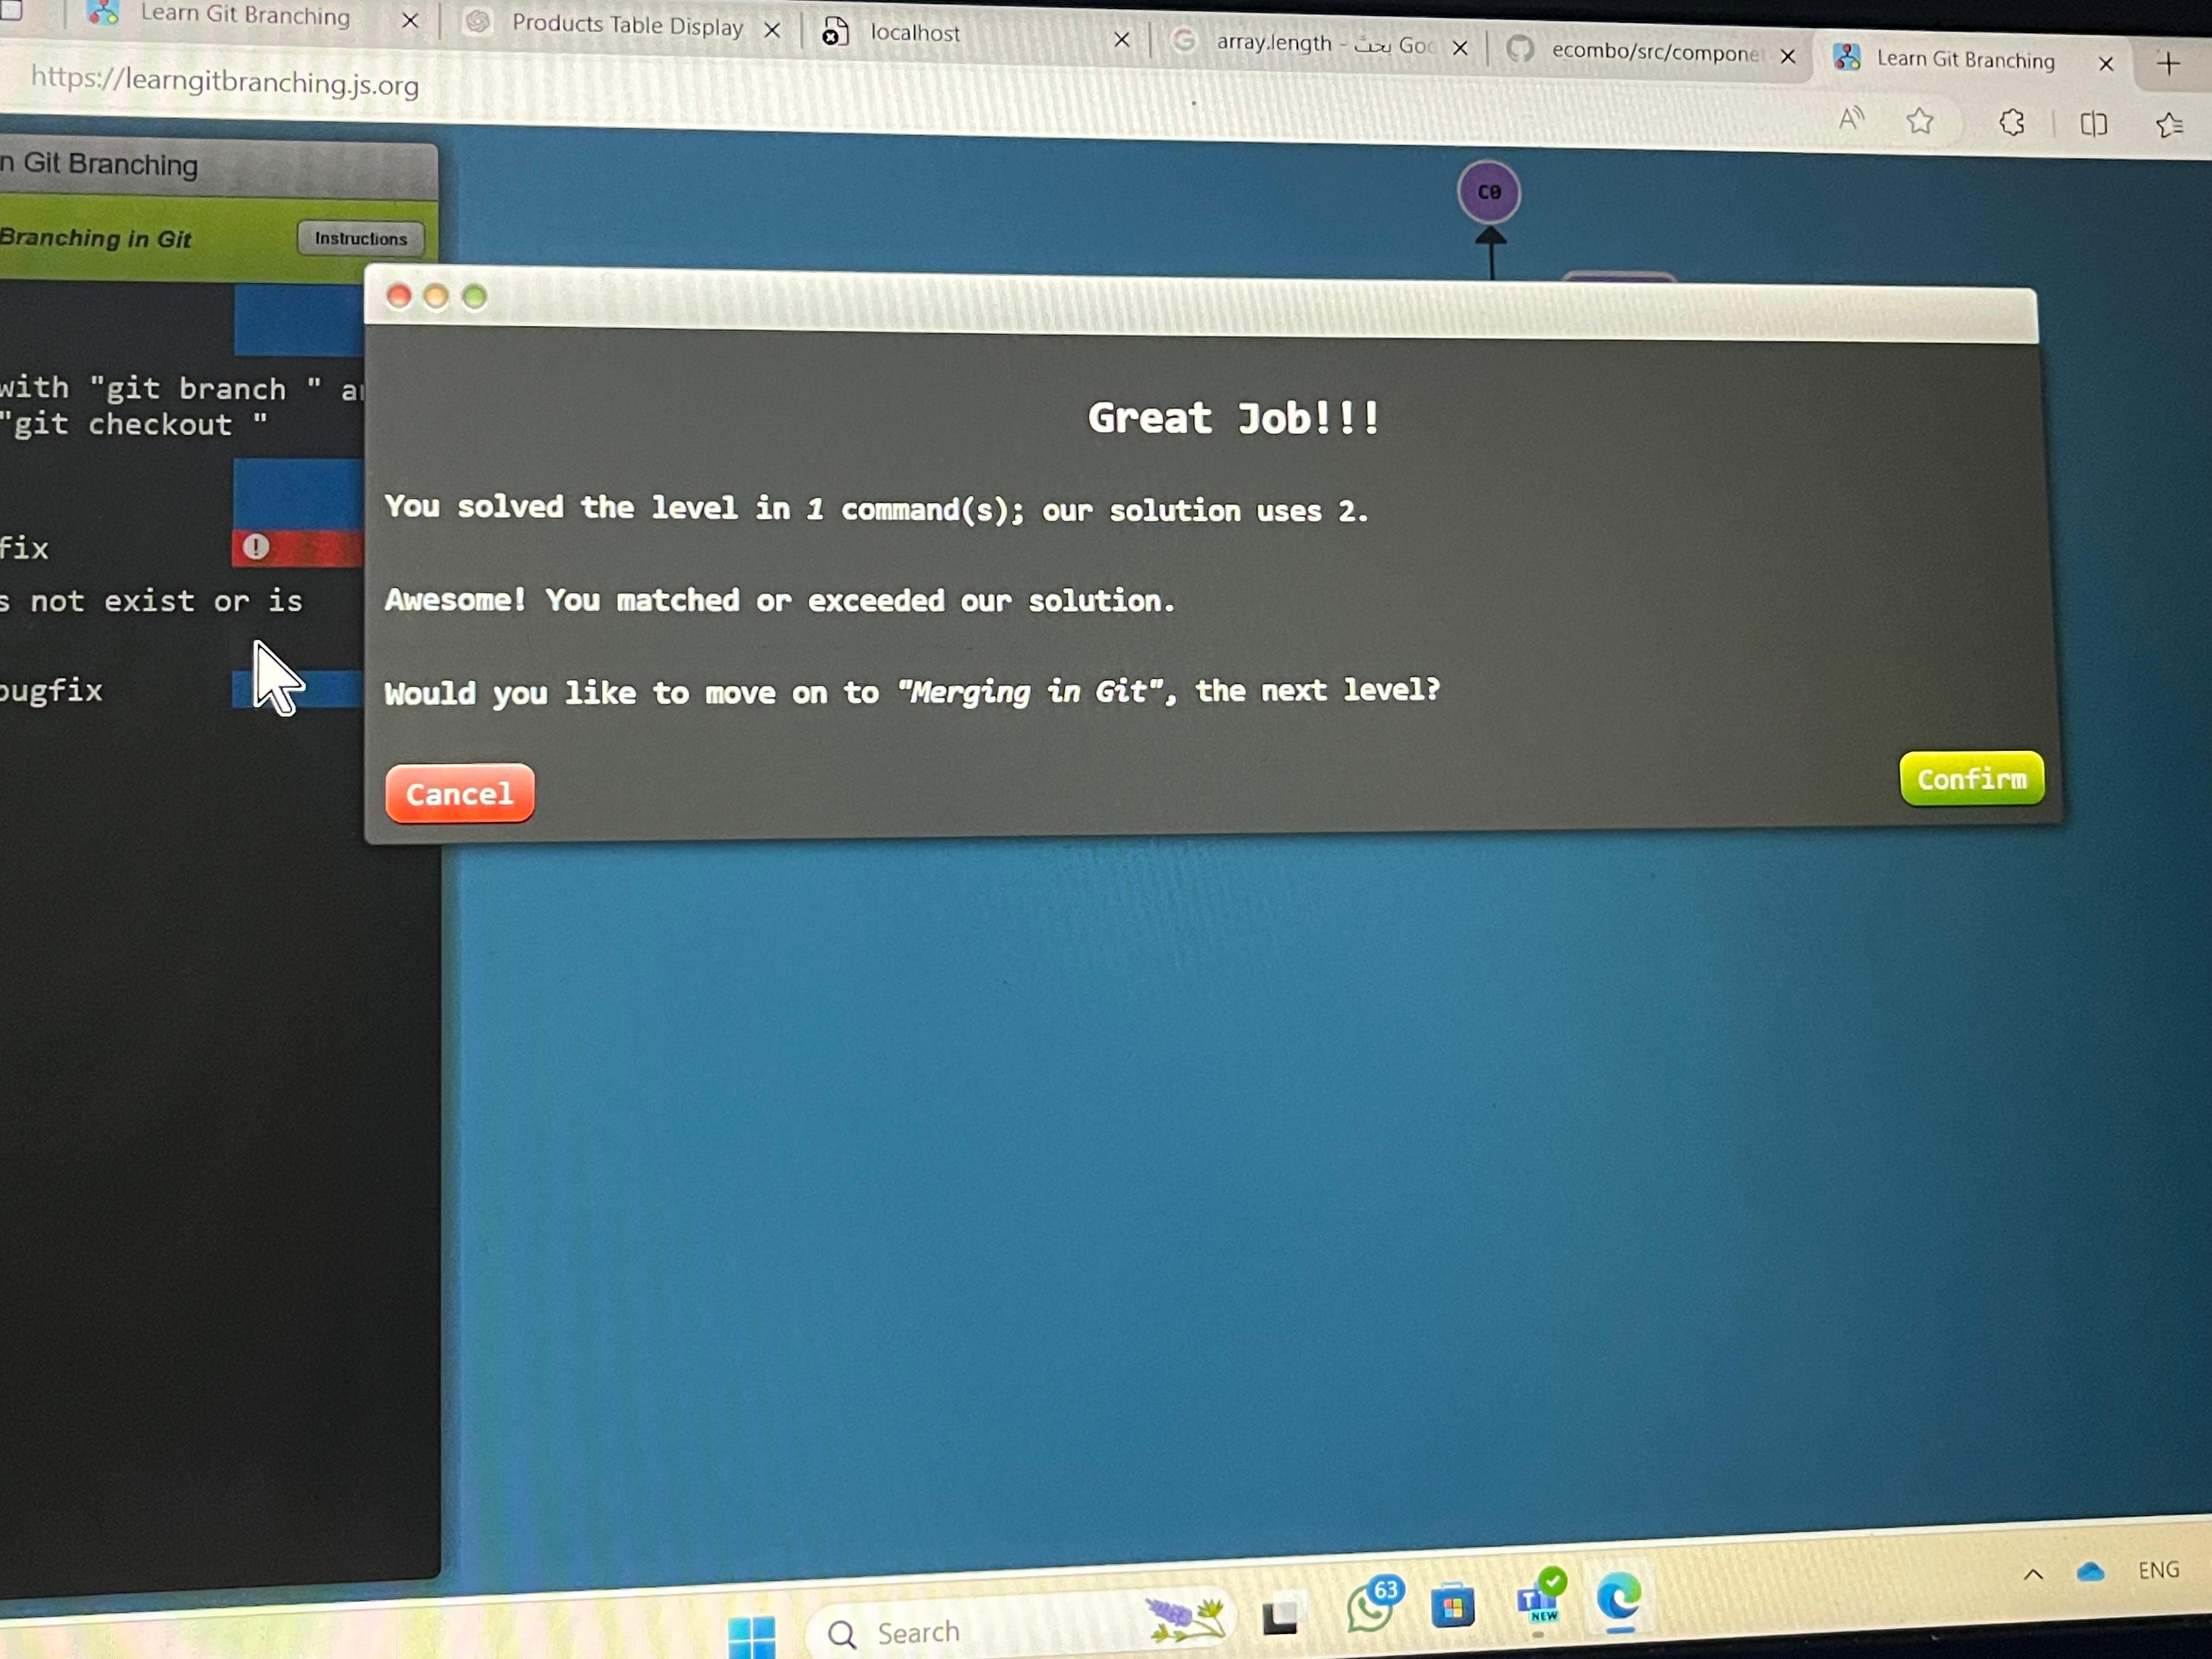 Learn Git Branching
Products Table Display
localhost
array.length - بحث Goo
ecombo/src/compone
Learn Git Branching
https://learngitbranching.js.org
n Git Branching
Branching in Git
Instructions
C0
with "git branch " a
"git checkout "
fix
s not exist or is
bugfix
Great Job!!!
You solved the level in 1 command(s); our solution uses 2.
Awesome! You matched or exceeded our solution.
Would you like to move on to "Merging in Git", the next level?
Cancel
Confirm
Search
63
NEW
ENG